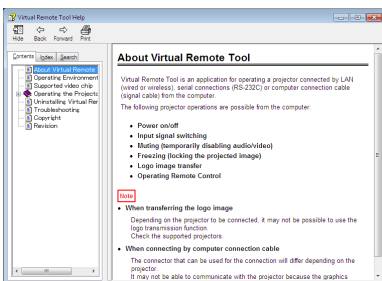 Virtual Remote Tool Help
Hide Back Forward Print
Contents Index Search
About Virtual Remote
Operating Environment
Supported video chip
Operating the Projecto
Uninstalling Virtual Rer
Troubleshooting
Copyright
Revision
About Virtual Remote Tool
Virtual Remote Tool is an application for operating a projector connected by LAN
(wired or wireless), serial connections (RS-232C) or computer connection cable
(signal cable) from the computer.
The following projector operations are possible from the computer.
• Power on/off
• Input signal switching
• Muting (temporarily disabling audio/video)
• Freezing (locking the projected image)
• Logo image transfer
• Operating Remote Control
Note
• When transferring the logo image
Depending on the projector to be connected, it may not be possible to use the
logo transmission function.
Check the supported projectors.
• When connecting by computer connection cable
The connector that can be used for the connection will differ depending on the
projector.
It may not be able to communicate with the projector because the graphics